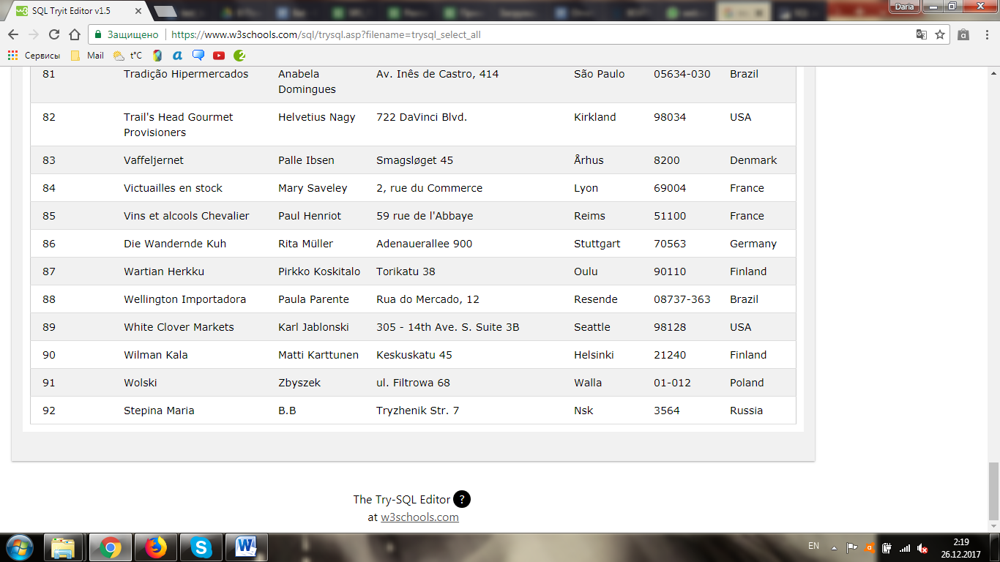 SQL Tryit Editor v1.5
Daria
Защищено https://www.w3schools.com/sql/trysql.asp?filename=trysql_select_all
Сервисы Mail t°C
81 Tradição Hipermercados Anabela Domingues Av. Inês de Castro, 414 São Paulo 05634-030 Brazil
82 Trail's Head Gourmet Provisioners Helvetius Nagy 722 DaVinci Blvd. Kirkland 98034 USA
83 Vaffeljernet Palle Ibsen Smagsløget 45 Århus 8200 Denmark
84 Victuailles en stock Mary Saveley 2, rue du Commerce Lyon 69004 France
85 Vins et alcools Chevalier Paul Henriot 59 rue de l'Abbaye Reims 51100 France
86 Die Wandernde Kuh Rita Müller Adenauerallee 900 Stuttgart 70563 Germany
87 Wartian Herkku Pirkko Koskitalo Torikatu 38 Oulu 90110 Finland
88 Wellington Importadora Paula Parente Rua do Mercado, 12 Resende 08737-363 Brazil
89 White Clover Markets Karl Jablonski 305 - 14th Ave. S. Suite 3B Seattle 98128 USA
90 Wilman Kala Matti Karttunen Keskuskatu 45 Helsinki 21240 Finland
91 Wolski Zbyszek ul. Filtrowa 68 Walla 01-012 Poland
92 Stepina Maria B.B Tryzhenik Str. 7 Nsk 3564 Russia
The Try-SQL Editor ?
at w3schools.com
EN
2:19
26.12.2017